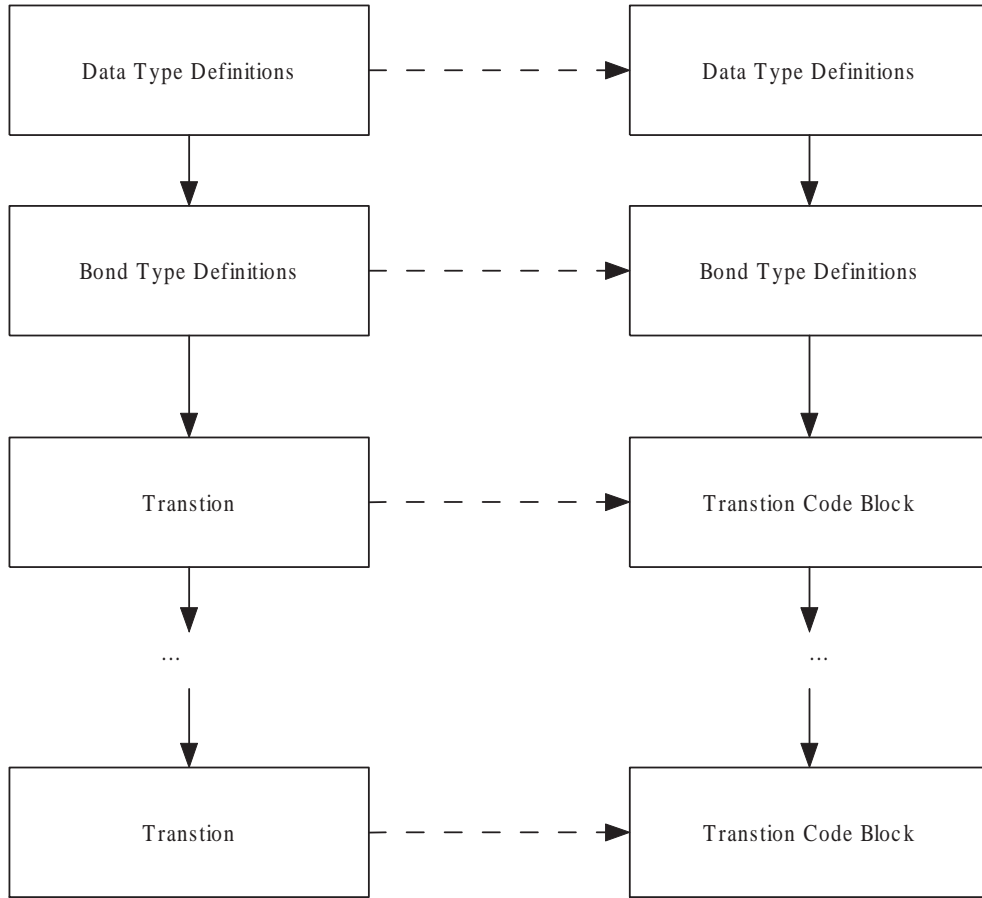 Data Type Definitions
Data Type Definitions
Bond Type Definitions
Bond Type Definitions
Transtion
Transtion Code Block
...
...
Transtion
Transtion Code Block